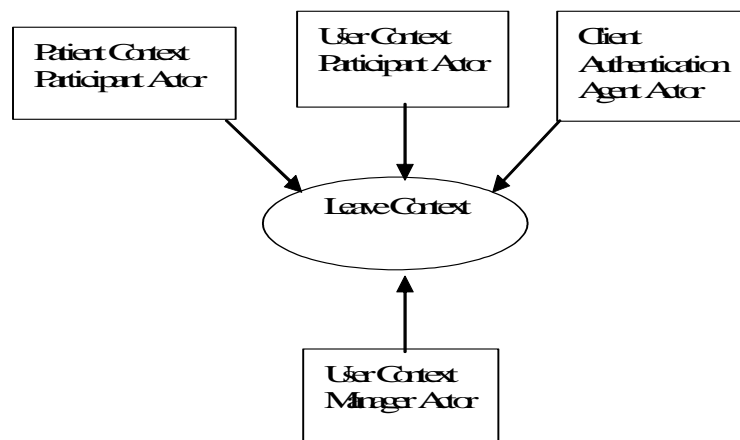 Patient Context
Participant Actor
User Context
Participant Actor
Client
Authentication
Agent Actor
Leave Context
User Context
Manager Actor